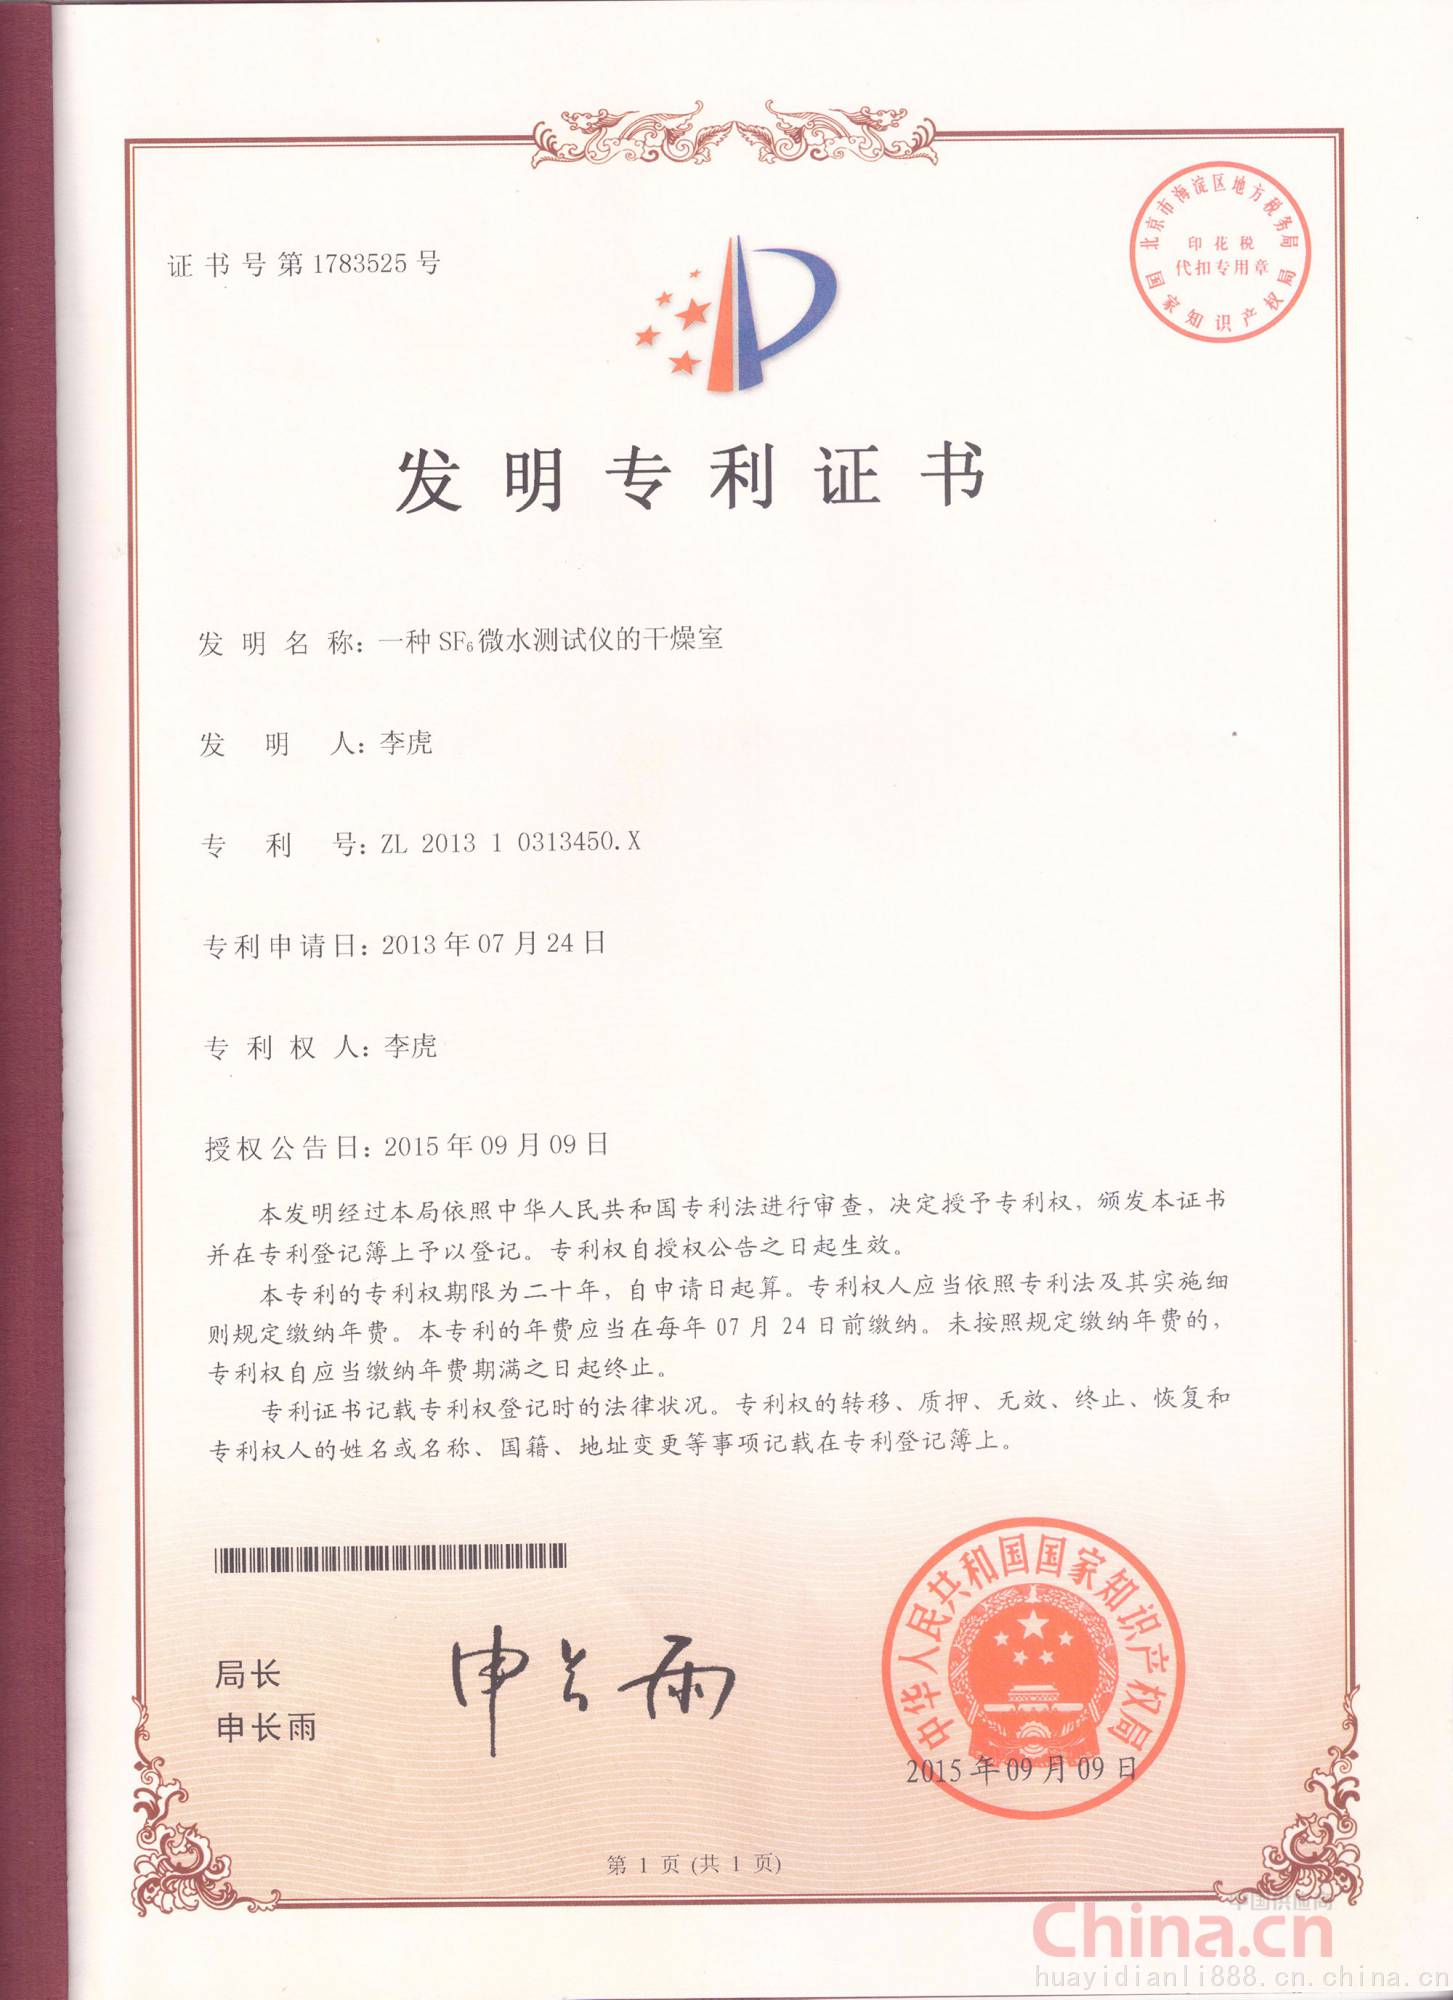 北京市海淀区地方税务局
印花税
代扣专用章
国家知识产权局
证书号第1783525号
发明专利证书
发明名称：一种SF₆微水测试仪的干燥室
发明人：李虎
专利号：ZL 2013 1 0313450.X
专利申请日：2013年07月24日
专利权人：李虎
授权公告日：2015年09月09日
本发明经过本局依照中华人民共和国专利法进行审查，决定授予专利权，颁发本证书
并在专利登记簿上予以登记。专利权自授权公告之日起生效。
本专利的专利权期限为二十年，自申请日起算。专利权人应当依照专利法及其实施细
则规定缴纳年费。本专利的年费应当在每年07月24日前缴纳。未按照规定缴纳年费的，
专利权自应当缴纳年费期满之日起终止。
专利证书记载专利权登记时的法律状况。专利权的转移、质押、无效、终止、恢复和
专利权人的姓名或名称、国籍、地址变更等事项记载在专利登记簿上。
局长
申长雨
申长雨
中华人民共和国国家知识产权局
2015年09月09日
第1页(共1页)
中国供应商
China.cn
huayidianli888.cn.china.cn